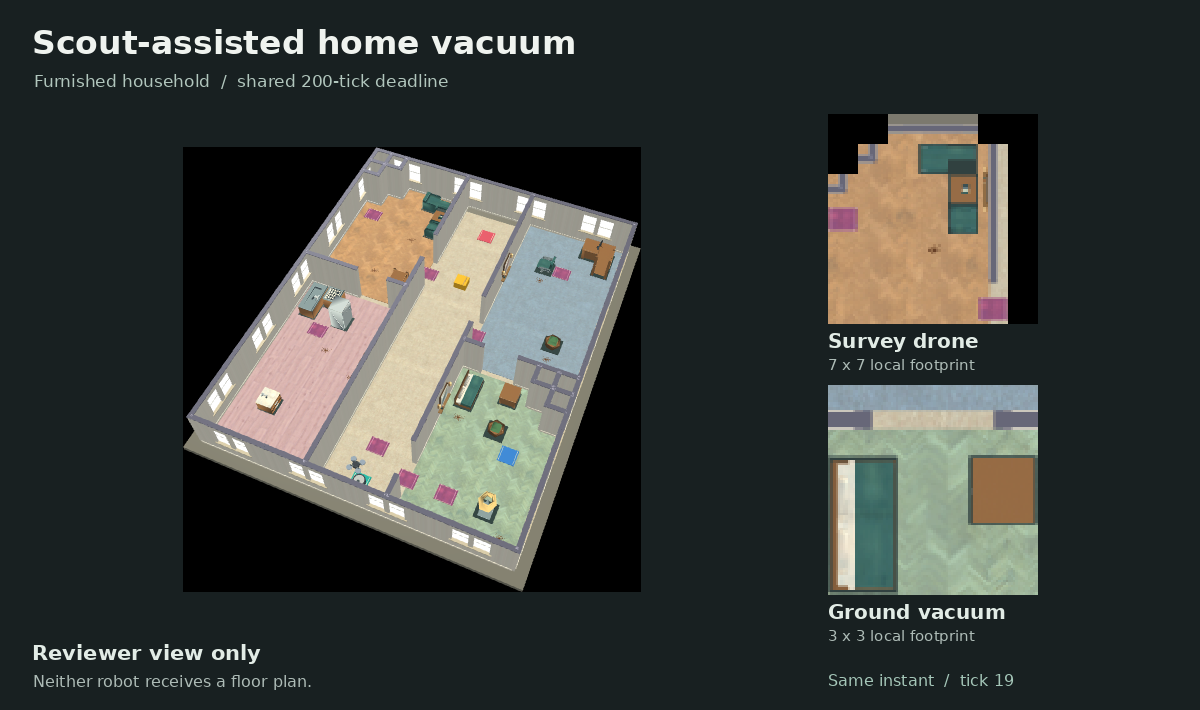 Scout-assisted home vacuum
Furnished household / shared 200-tick deadline
Survey drone
7 x 7 local footprint
Ground vacuum
3 x 3 local footprint
Reviewer view only
Neither robot receives a floor plan.
Same instant / tick 19